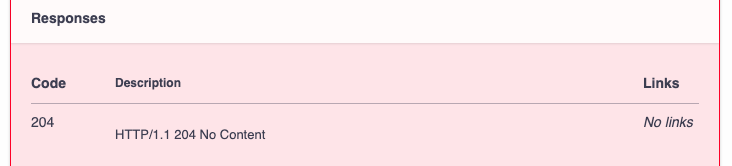 Responses
Code Description Links
204 No links
HTTP/1.1 204 No Content